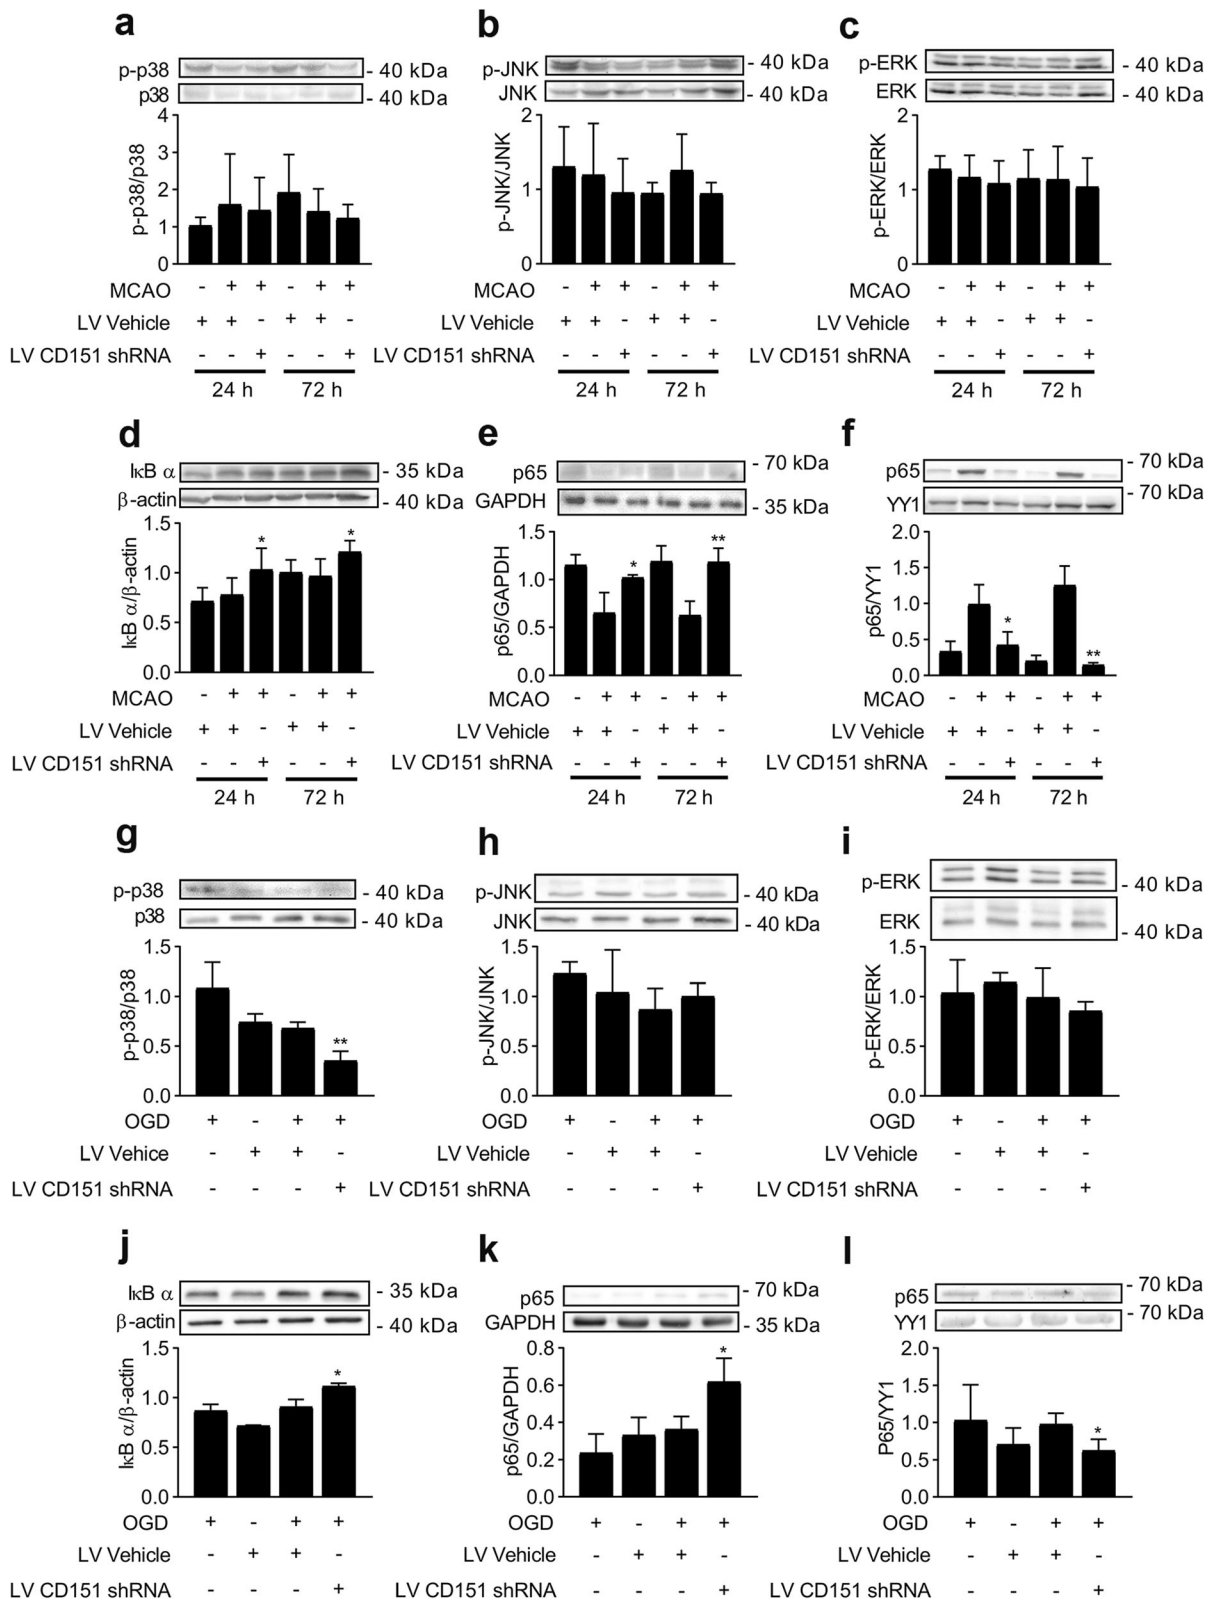 a
p-p38 - 40 kDa
p38 - 40 kDa
4
3
2
1
0
p-p38/p38
MCAO - + + - + +
LV Vehicle + + - + + -
LV CD151 shRNA - - + - - +
24 h 72 h
b
p-JNK - 40 kDa
JNK - 40 kDa
2
1
0
p-JNK/JNK
MCAO - + + - + +
LV Vehicle + + - + + -
LV CD151 shRNA - - + - - +
24 h 72 h
c
p-ERK - 40 kDa
ERK - 40 kDa
2
1
0
p-ERK/ERK
MCAO - + + - + +
LV Vehicle + + - + + -
LV CD151 shRNA - - + - - +
24 h 72 h
d
IκB α - 35 kDa
β-actin - 40 kDa
1.5
1.0
0.5
0.0
IκB α/β-actin
* *
MCAO - + + - + +
LV Vehicle + + - + + -
LV CD151 shRNA - - + - - +
24 h 72 h
e
p65 - 70 kDa
GAPDH - 35 kDa
1.5
1.0
0.5
0.0
p65/GAPDH
* **
MCAO - + + - + +
LV Vehicle + + - + + -
LV CD151 shRNA - - + - - +
24 h 72 h
f
p65 - 70 kDa
YY1 - 70 kDa
2.0
1.5
1.0
0.5
0.0
p65/YY1
* **
MCAO - + + - + +
LV Vehicle + + - + + -
LV CD151 shRNA - - + - - +
24 h 72 h
g
p-p38 - 40 kDa
p38 - 40 kDa
1.5
1.0
0.5
0.0
p-p38/p38
**
OGD + - + +
LV Vehice - + + -
LV CD151 shRNA - - - +
h
p-JNK - 40 kDa
JNK - 40 kDa
1.5
1.0
0.5
0.0
p-JNK/JNK
OGD + - + +
LV Vehicle - + + -
LV CD151 shRNA - - - +
i
p-ERK - 40 kDa
ERK - 40 kDa
1.5
1.0
0.5
0.0
p-ERK/ERK
OGD + - + +
LV Vehicle - + + -
LV CD151 shRNA - - - +
j
IκB α - 35 kDa
β-actin - 40 kDa
1.5
1.0
0.5
0.0
IκB α/β-actin
*
OGD + - + +
LV Vehicle - + + -
LV CD151 shRNA - - - +
k
p65 - 70 kDa
GAPDH - 35 kDa
0.8
0.6
0.4
0.2
0.0
p65/GAPDH
*
OGD + - + +
LV Vehicle - + + -
LV CD151 shRNA - - - +
l
p65 - 70 kDa
YY1 - 70 kDa
2.0
1.5
1.0
0.5
0.0
P65/YY1
*
OGD + - + +
LV Vehicle - + + -
LV CD151 shRNA - - - +